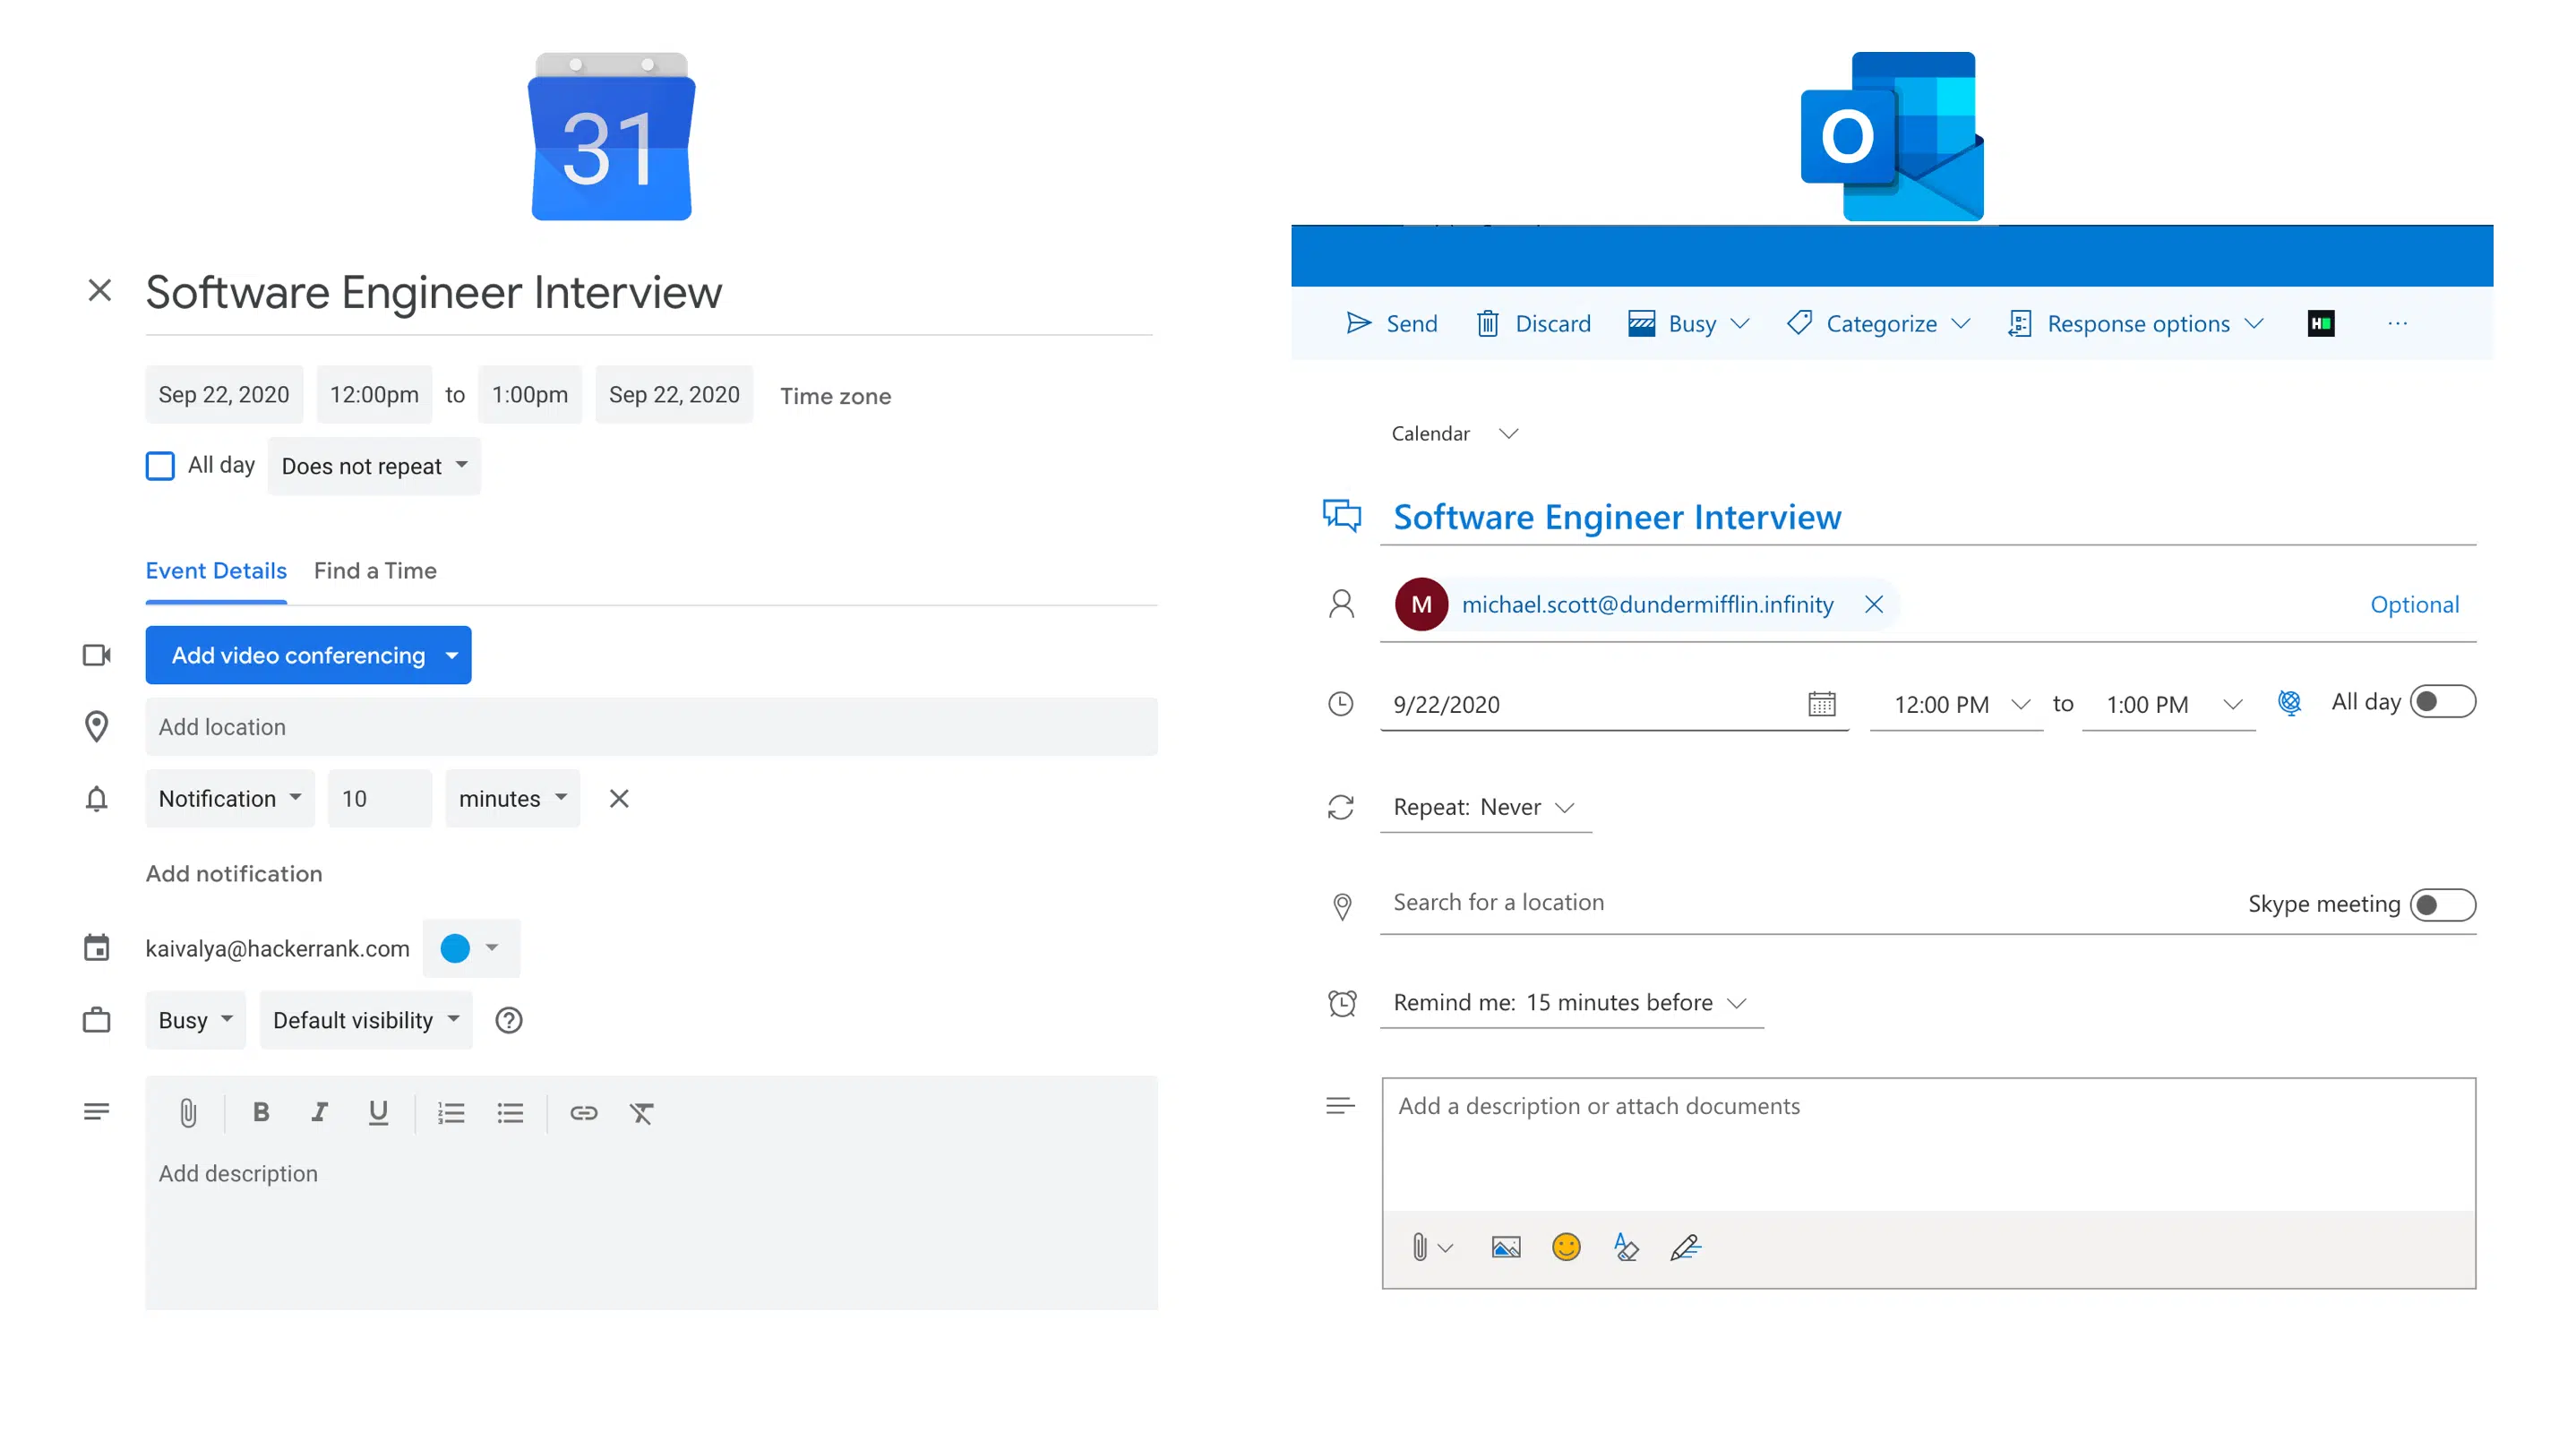 31
Software Engineer Interview
Sep 22, 2020 12:00pm to 1:00pm Sep 22, 2020 Time zone
All day Does not repeat
Event Details Find a Time
Add video conferencing
Add location
Notification 10 minutes
Add notification
kaivalya@hackerrank.com
Busy Default visibility
B I U
Add description
O
Send Discard Busy Categorize Response options H
Calendar
Software Engineer Interview
M michael.scott@dundermifflin.infinity Optional
9/22/2020 12:00 PM to 1:00 PM All day
Repeat: Never
Search for a location Skype meeting
Remind me: 15 minutes before
Add a description or attach documents